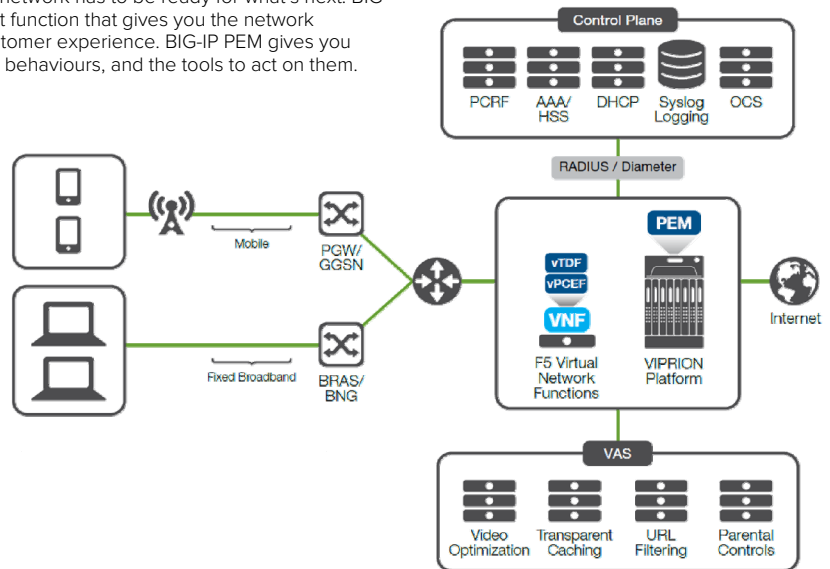 network has to be ready for what's next. BIG
t function that gives you the network
tomer experience. BIG-IP PEM gives you
behaviours, and the tools to act on them.
Control Plane
PCRF
AAA/
HSS
DHCP
Syslog
Logging
OCS
RADIUS / Diameter
Mobile
PGW/
GGSN
Fixed Broadband
BRAS/
BNG
vTDF
vPCEF
VNF
F5 Virtual
Network
Functions
PEM
VIPRION
Platform
Internet
VAS
Video
Optimization
Transparent
Caching
URL
Filtering
Parental
Controls